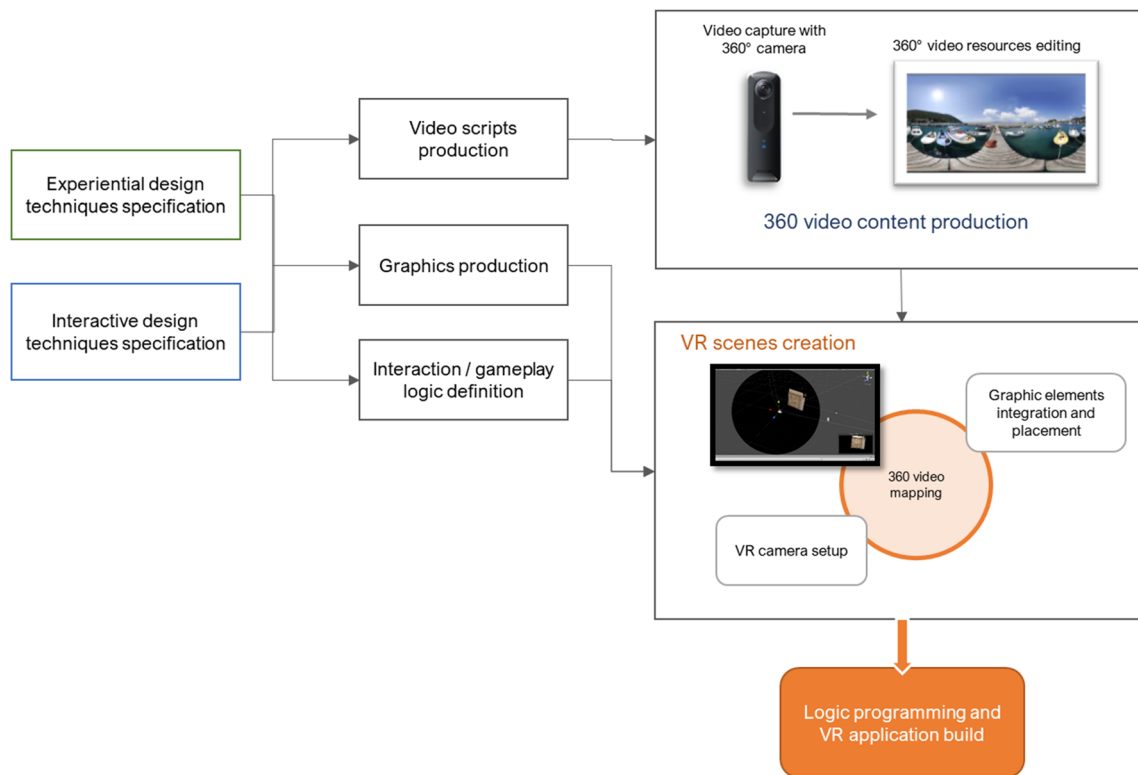 Video capture with
360° camera
360° video resources editing
360 video content production
Video scripts
production
Experiential design
techniques specification
Graphics production
Interactive design
techniques specification
Interaction / gameplay
logic definition
VR scenes creation
Graphic elements
integration and
placement
360 video
mapping
VR camera setup
Logic programming and
VR application build